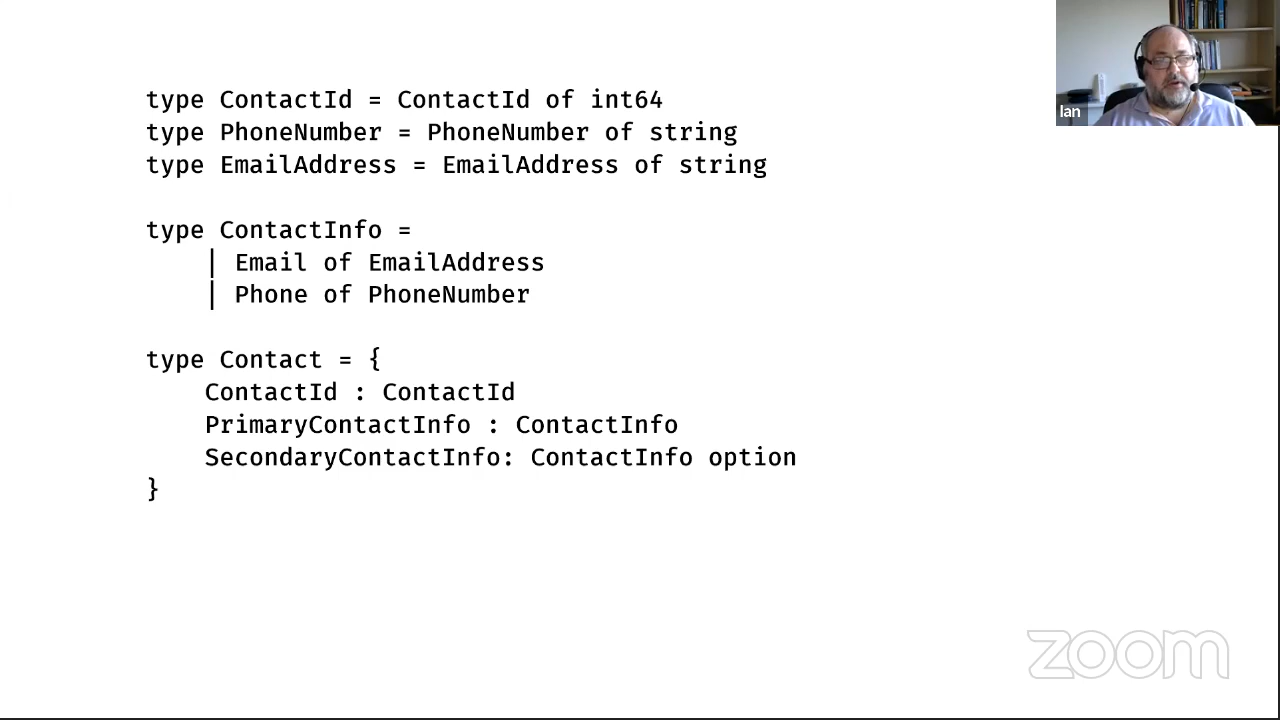 type ContactId = ContactId of int64
type PhoneNumber = PhoneNumber of string
type EmailAddress = EmailAddress of string
type ContactInfo =
| Email of EmailAddress
| Phone of PhoneNumber
type Contact = {
ContactId : ContactId
PrimaryContactInfo : ContactInfo
SecondaryContactInfo: ContactInfo option
}
Ian
zoom